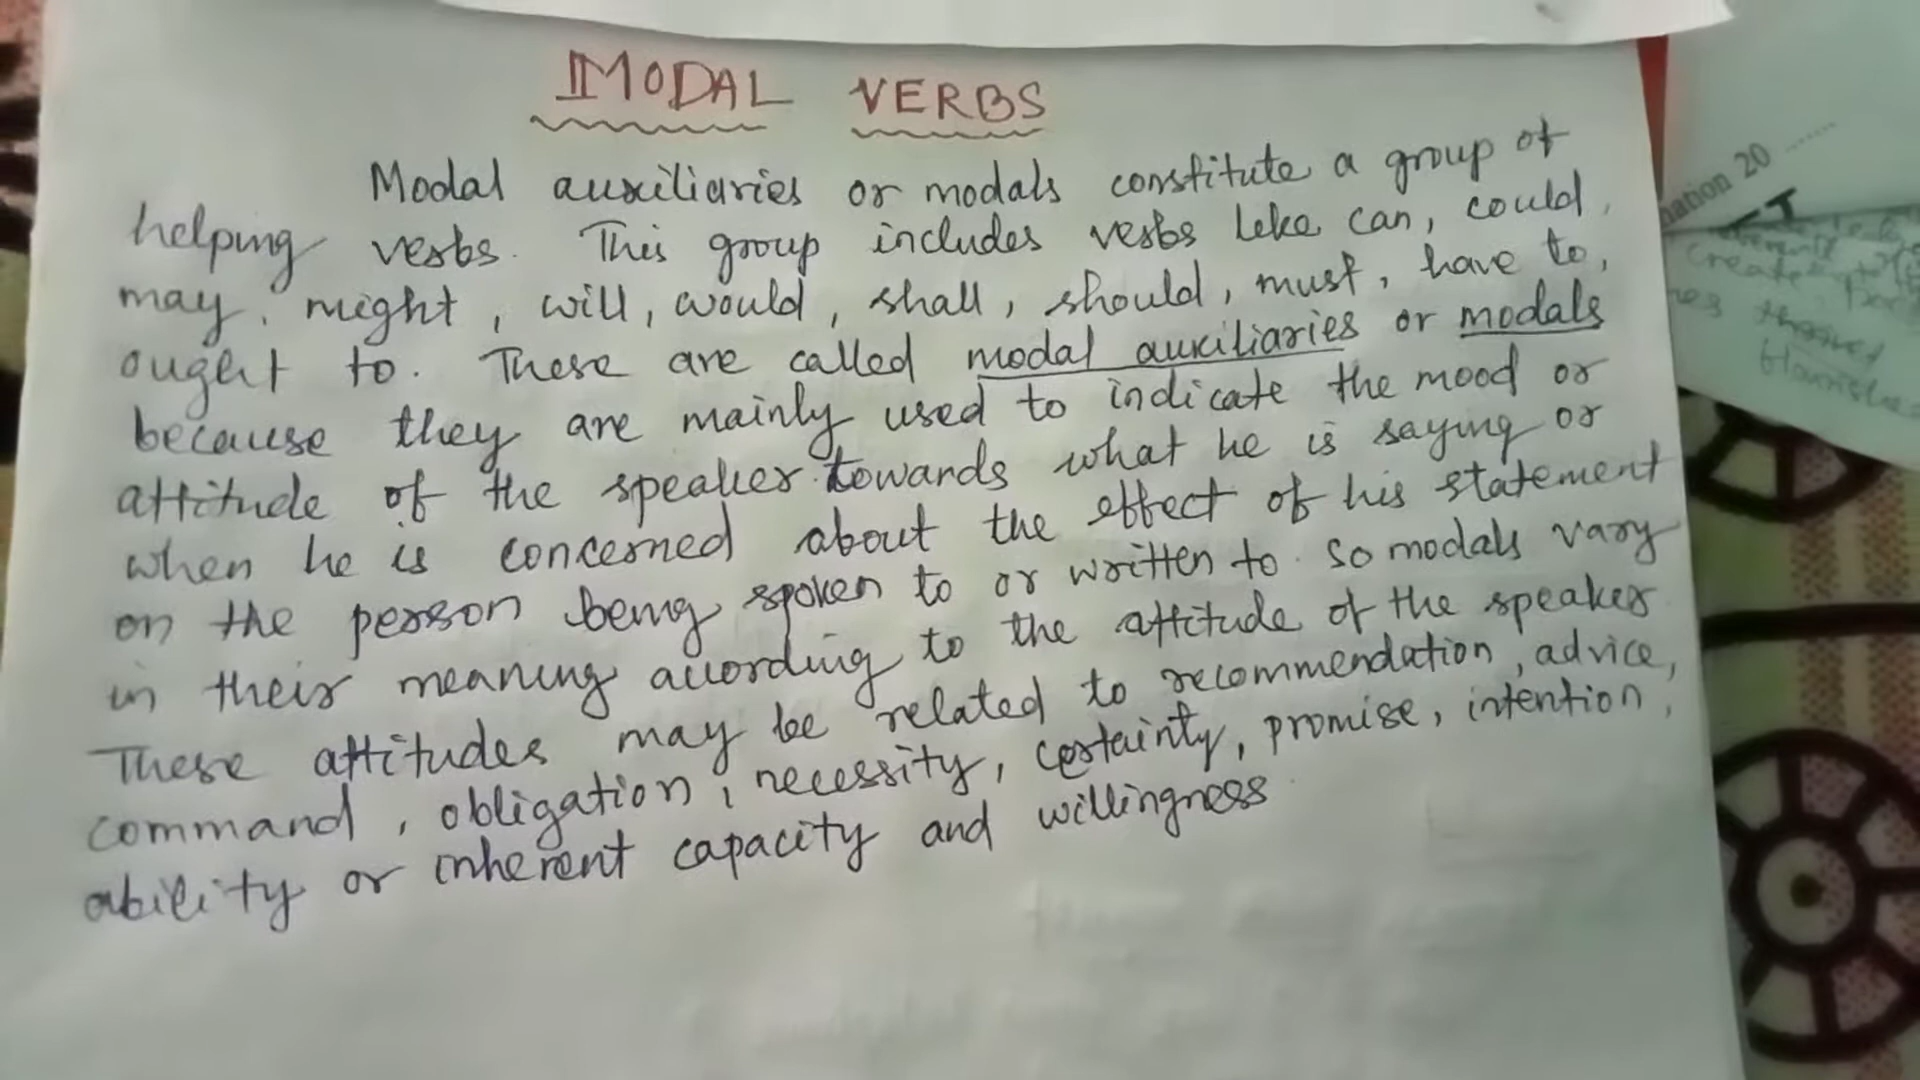 MODAL VERBS
Modal auxiliaries or modals constitute a group of
helping verbs. This group includes verbs like can, could,
may, might, will, would, shall, should, must, have to,
ought to. These are called modal auxiliaries or modals
because they are mainly used to indicate the mood or
attitude of the speaker towards what he is saying or
when he is concerned about the effect of his statement
on the person being spoken to or written to. So modals vary
in their meaning according to the attitude of the speaker.
These attitudes may be related to recommendation, advice,
command, obligation, necessity, certainty, promise, intention,
ability or inherent capacity and willingness.
nation 20 ......
Create